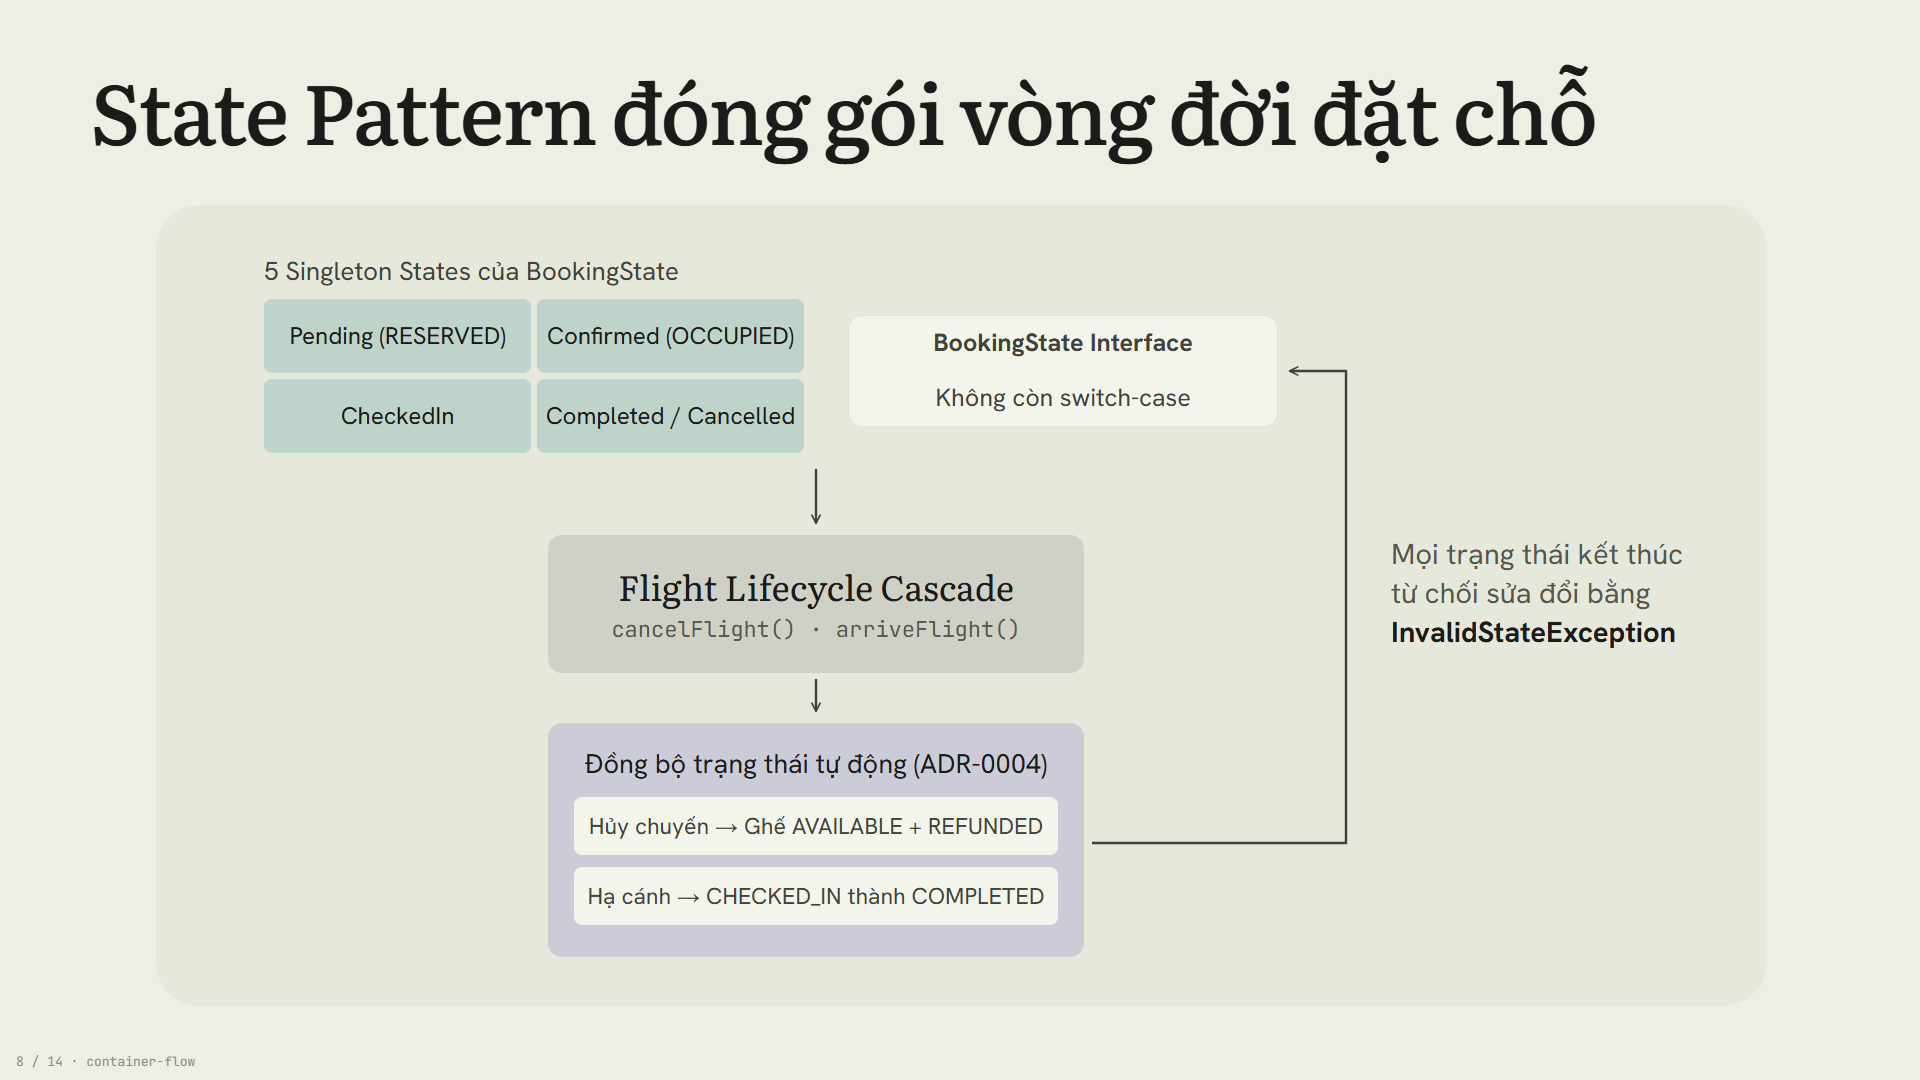 State Pattern đóng gói vòng đời đặt chỗ
5 Singleton States của BookingState
Pending (RESERVED)
Confirmed (OCCUPIED)
CheckedIn
Completed / Cancelled
BookingState Interface
Không còn switch-case
Flight Lifecycle Cascade
cancelFlight() · arriveFlight()
Mọi trạng thái kết thúc
từ chối sửa đổi bằng
InvalidStateException
Đồng bộ trạng thái tự động (ADR-0004)
Hủy chuyến → Ghế AVAILABLE + REFUNDED
Hạ cánh → CHECKED_IN thành COMPLETED
8 / 14 · container-flow